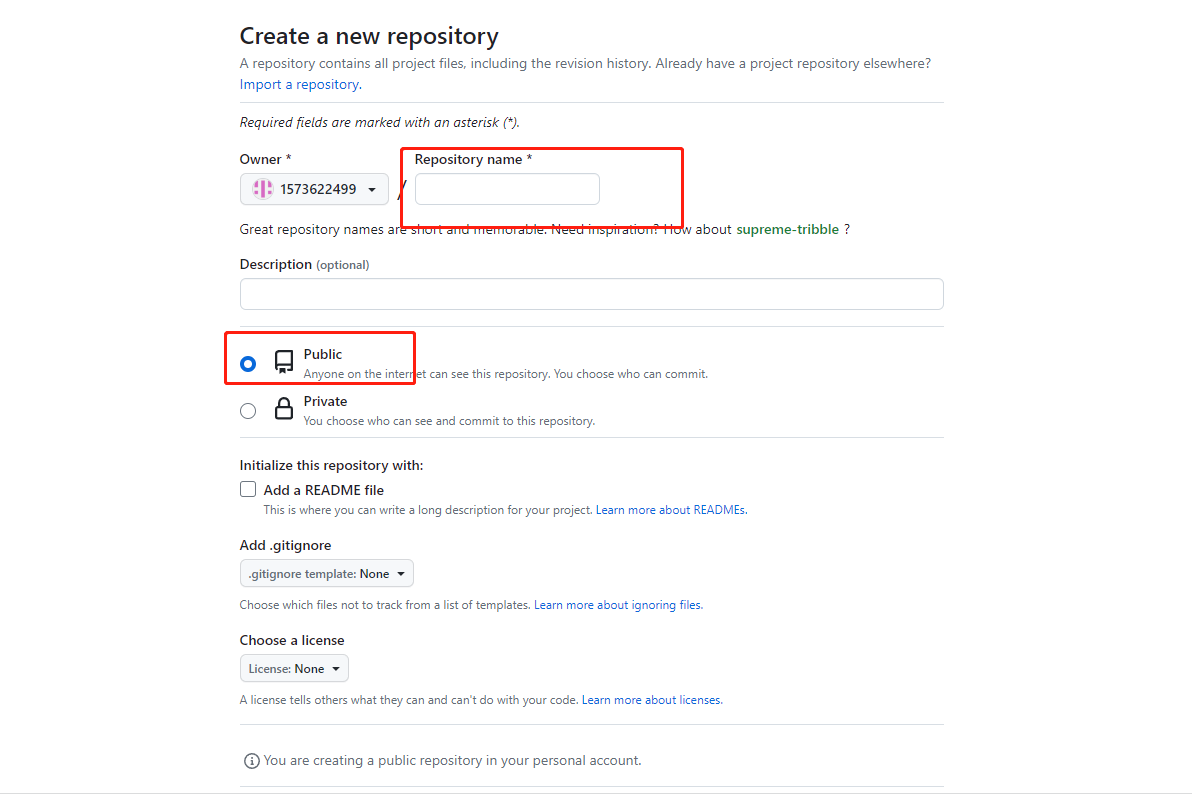 Create a new repository
A repository contains all project files, including the revision history. Already have a project repository elsewhere?
Import a repository.
Required fields are marked with an asterisk (*).
Owner * Repository name *
1573622499 /
Great repository names are short and memorable. Need inspiration? How about supreme-tribble ?
Description (optional)
Public
Anyone on the internet can see this repository. You choose who can commit.
Private
You choose who can see and commit to this repository.
Initialize this repository with:
Add a README file
This is where you can write a long description for your project. Learn more about READMEs.
Add .gitignore
.gitignore template: None
Choose which files not to track from a list of templates. Learn more about ignoring files.
Choose a license
License: None
A license tells others what they can and can't do with your code. Learn more about licenses.
You are creating a public repository in your personal account.